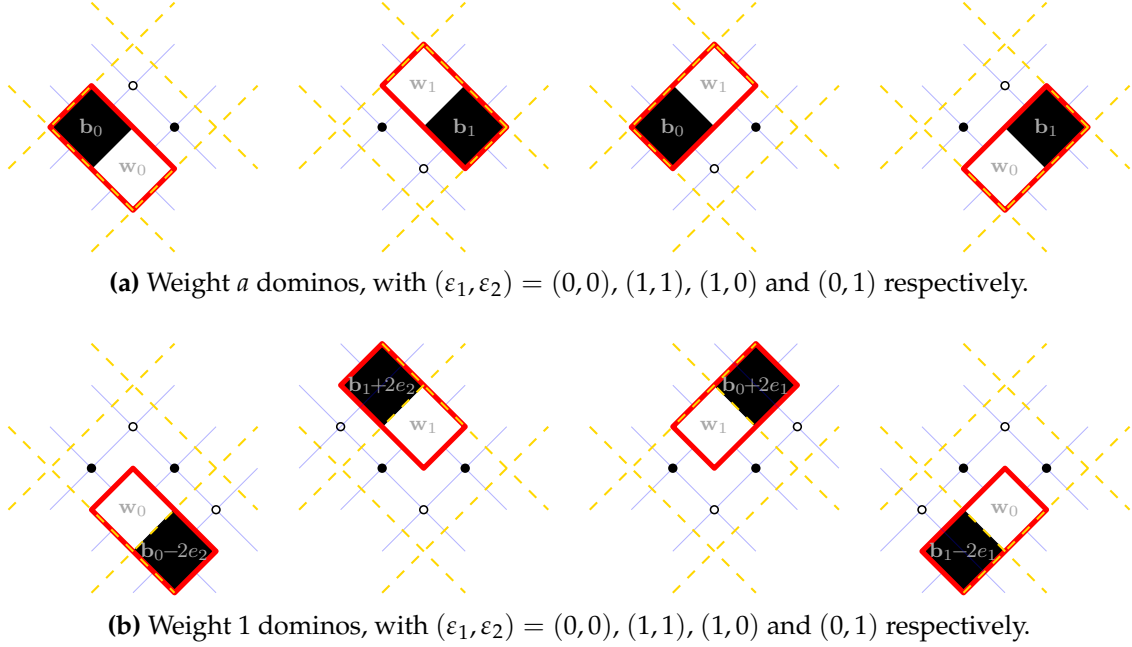 b₀ w₁ w₁ b₁
w₀ b₁ b₀ w₀
(a) Weight a dominos, with (ε₁, ε₂) = (0, 0), (1, 1), (1, 0) and (0, 1) respectively.
b₁+2e₂ b₀+2e₁
w₀ w₁ w₁ w₀
b₀−2e₂ b₁−2e₁
(b) Weight 1 dominos, with (ε₁, ε₂) = (0, 0), (1, 1), (1, 0) and (0, 1) respectively.